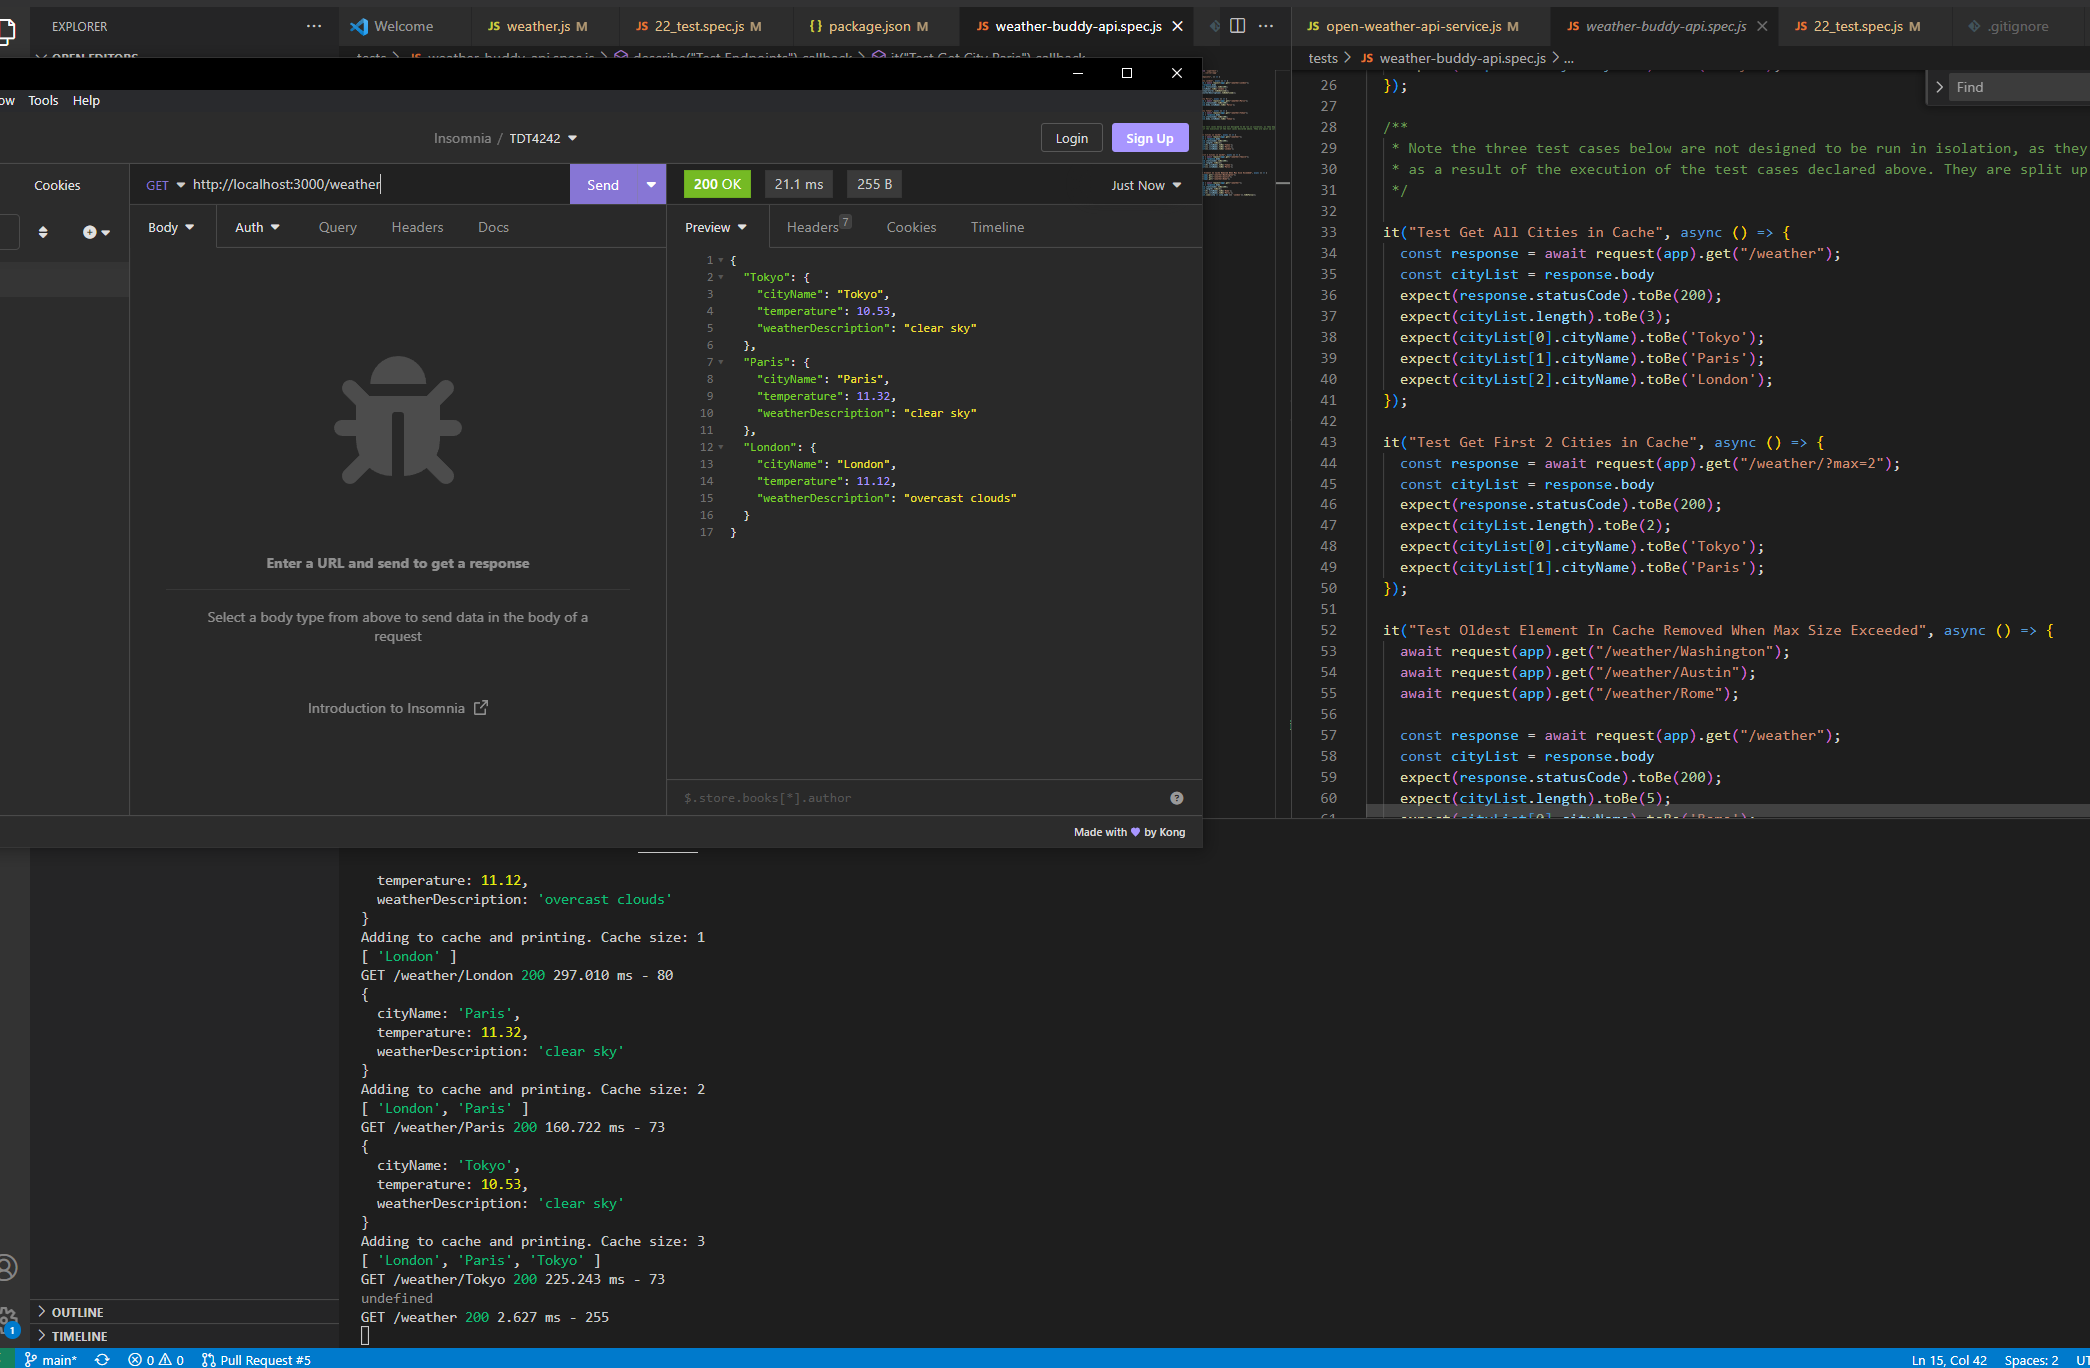 EXPLORER
Welcome
JS weather.js M
JS 22_test.spec.js M
{} package.json M
JS weather-buddy-api.spec.js
JS open-weather-api-service.js M
JS weather-buddy-api.spec.js
JS 22_test.spec.js M
.gitignore
tests > JS weather-buddy-api.spec.js > ...
Tools Help
Insomnia / TDT4242
Login
Sign Up
Cookies
GET http://localhost:3000/weather
Send
200 OK
21.1 ms
255 B
Just Now
Body Auth Query Headers Docs
Preview Headers 7 Cookies Timeline
1 {
2 "Tokyo": {
3 "cityName": "Tokyo",
4 "temperature": 10.53,
5 "weatherDescription": "clear sky"
6 },
7 "Paris": {
8 "cityName": "Paris",
9 "temperature": 11.32,
10 "weatherDescription": "clear sky"
11 },
12 "London": {
13 "cityName": "London",
14 "temperature": 11.12,
15 "weatherDescription": "overcast clouds"
16 }
17 }
Enter a URL and send to get a response
Select a body type from above to send data in the body of a
request
Introduction to Insomnia
$.store.books[*].author
Made with by Kong
Find
26 });
27
28 /**
29 * Note the three test cases below are not designed to be run in isolation, as they
30 * as a result of the execution of the test cases declared above. They are split up
31 */
32
33 it("Test Get All Cities in Cache", async () => {
34 const response = await request(app).get("/weather");
35 const cityList = response.body
36 expect(response.statusCode).toBe(200);
37 expect(cityList.length).toBe(3);
38 expect(cityList[0].cityName).toBe('Tokyo');
39 expect(cityList[1].cityName).toBe('Paris');
40 expect(cityList[2].cityName).toBe('London');
41 });
42
43 it("Test Get First 2 Cities in Cache", async () => {
44 const response = await request(app).get("/weather/?max=2");
45 const cityList = response.body
46 expect(response.statusCode).toBe(200);
47 expect(cityList.length).toBe(2);
48 expect(cityList[0].cityName).toBe('Tokyo');
49 expect(cityList[1].cityName).toBe('Paris');
50 });
51
52 it("Test Oldest Element In Cache Removed When Max Size Exceeded", async () => {
53 await request(app).get("/weather/Washington");
54 await request(app).get("/weather/Austin");
55 await request(app).get("/weather/Rome");
56
57 const response = await request(app).get("/weather");
58 const cityList = response.body
59 expect(response.statusCode).toBe(200);
60 expect(cityList.length).toBe(5);
temperature: 11.12,
weatherDescription: 'overcast clouds'
}
Adding to cache and printing. Cache size: 1
[ 'London' ]
GET /weather/London 200 297.010 ms - 80
{
cityName: 'Paris',
temperature: 11.32,
weatherDescription: 'clear sky'
}
Adding to cache and printing. Cache size: 2
[ 'London', 'Paris' ]
GET /weather/Paris 200 160.722 ms - 73
{
cityName: 'Tokyo',
temperature: 10.53,
weatherDescription: 'clear sky'
}
Adding to cache and printing. Cache size: 3
[ 'London', 'Paris', 'Tokyo' ]
GET /weather/Tokyo 200 225.243 ms - 73
undefined
GET /weather 200 2.627 ms - 255
OUTLINE
TIMELINE
1
main* 0 0 Pull Request #5
Ln 15, Col 42 Spaces: 2